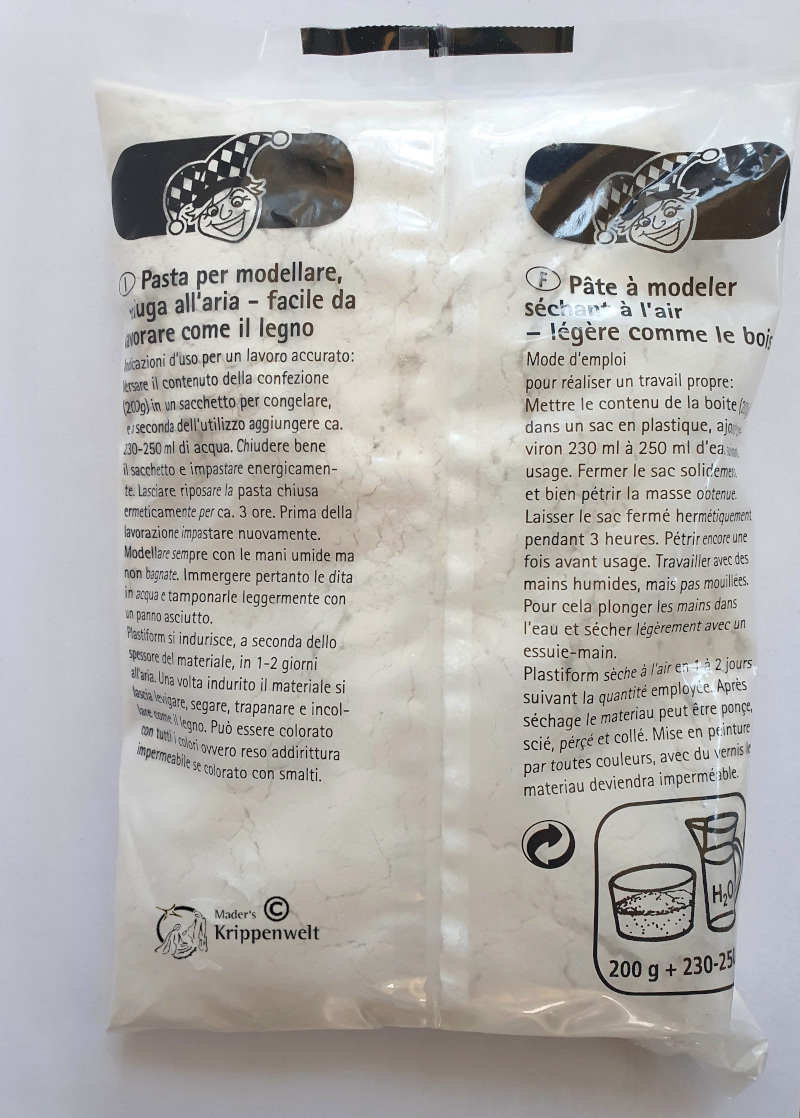 I Pasta per modellare,
all'aria – facile da
come il legno
Indicazioni d'uso per un lavoro accurato:
Versare il contenuto della confezione
(200g) in un sacchetto per congelare,
e a seconda dell'utilizzo aggiungere ca.
230-250 ml di acqua. Chiudere bene
il sacchetto e impastare energicamen-
te. Lasciare riposare la pasta chiusa
ermeticamente per ca. 3 ore. Prima della
lavorazione impastare nuovamente.
Modellare sempre con le mani umide ma
non bagnate. Immergere pertanto le dita
in acqua e tamponarle leggermente con
un panno asciutto.
Plastiform si indurisce, a seconda dello
spessore del materiale, in 1-2 giorni
all'aria. Una volta indurito il materiale si
lascia levigare, segare, trapanare e incol-
lare come il legno. Può essere colorato
con tutti i colori ovvero reso addirittura
impermeabile se colorato con smalti.
Mader's ©
Krippenwelt
F Pâte à modeler
séchant à l'air
– légère comme le bois
Mode d'emploi
pour réaliser un travail propre:
Mettre le contenu de la boite
dans un sac en plastique,
viron 230 ml à 250 ml
usage. Fermer le sac solidement
et bien pétrir la masse obtenue.
Laisser le sac fermé hermétiquement
pendant 3 heures. Pétrir encore une
fois avant usage. Travailler avec des
mains humides, mais pas mouillées.
Pour cela plonger les mains dans
l'eau et sécher légèrement avec un
essuie-main.
Plastiform sèche à l'air en 1 à 2 jours
suivant la quantité employée. Après
séchage le materiau peut être ponçe,
scié, pérçé et collé. Mise en peinture
par toutes couleurs, avec du vernis le
materiau deviendra imperméable.
H₂O
200 g + 230-250